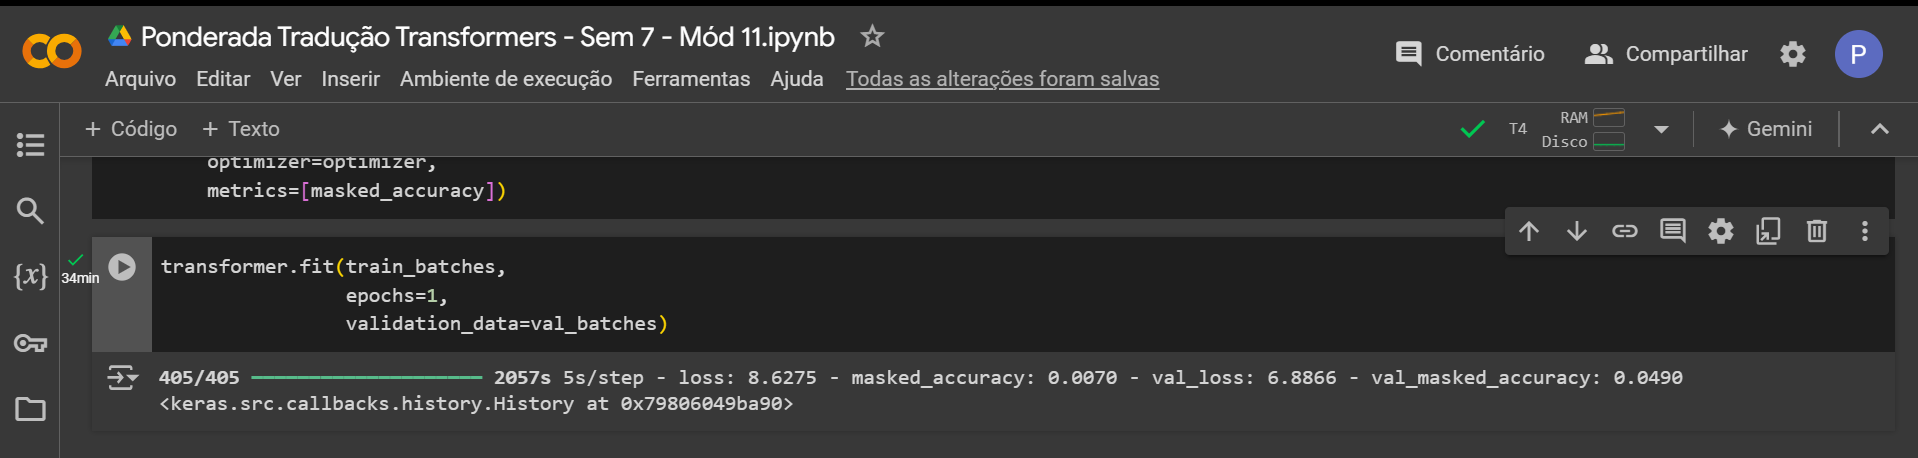 Ponderada Tradução Transformers - Sem 7 - Mód 11.ipynb
Comentário Compartilhar P
Arquivo Editar Ver Inserir Ambiente de execução Ferramentas Ajuda Todas as alterações foram salvas
+ Código + Texto
T4 RAM Disco Gemini
optimizer=optimizer,
metrics=[masked_accuracy])
{x}
34min
transformer.fit(train_batches,
epochs=1,
validation_data=val_batches)
405/405 ━━━━━━━━━━━━━━━━━━━━ 2057s 5s/step - loss: 8.6275 - masked_accuracy: 0.0070 - val_loss: 6.8866 - val_masked_accuracy: 0.0490
<keras.src.callbacks.history.History at 0x79806049ba90>